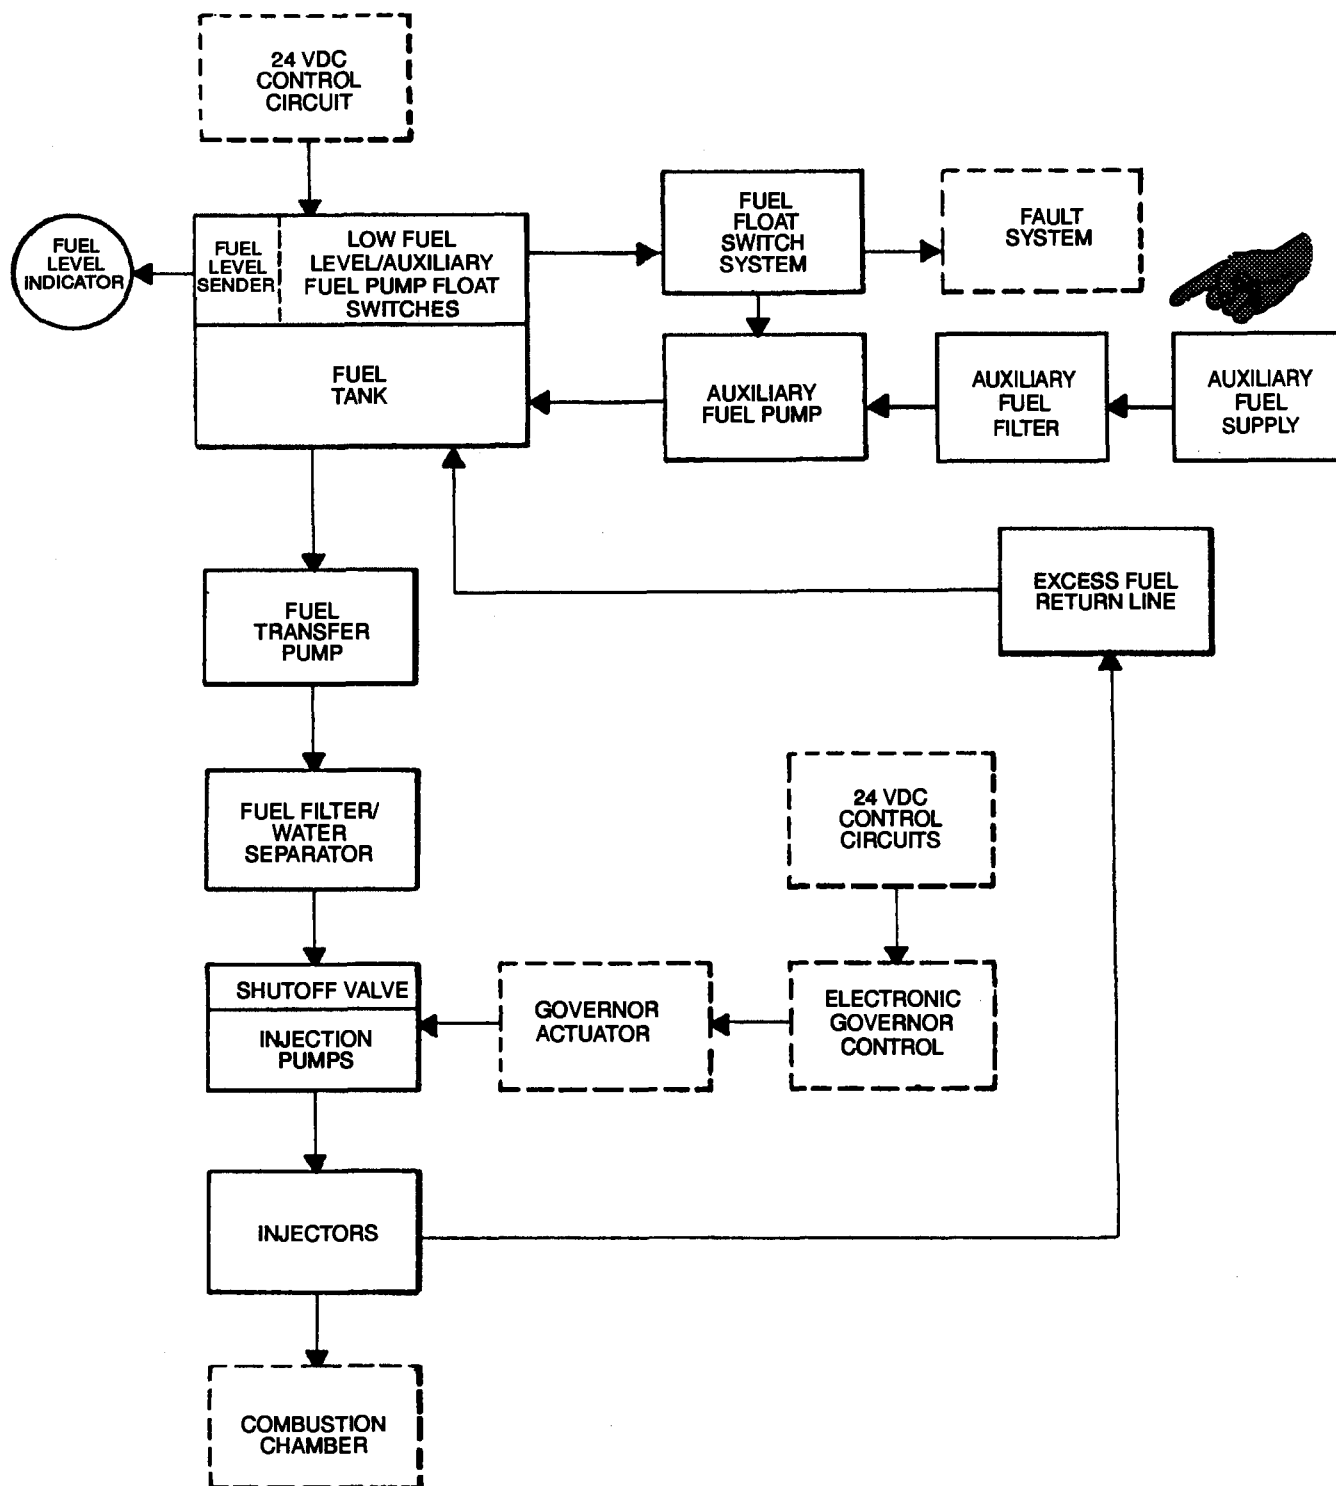 24 VDC
CONTROL
CIRCUIT
FUEL
LEVEL
INDICATOR
FUEL
LEVEL
SENDER
LOW FUEL
LEVEL/AUXILIARY
FUEL PUMP FLOAT
SWITCHES
FUEL
FLOAT
SWITCH
SYSTEM
FAULT
SYSTEM
FUEL
TANK
AUXILIARY
FUEL PUMP
AUXILIARY
FUEL
FILTER
AUXILIARY
FUEL
SUPPLY
FUEL
TRANSFER
PUMP
EXCESS FUEL
RETURN LINE
FUEL FILTER/
WATER
SEPARATOR
24 VDC
CONTROL
CIRCUITS
SHUTOFF VALVE
INJECTION
PUMPS
GOVERNOR
ACTUATOR
ELECTRONIC
GOVERNOR
CONTROL
INJECTORS
COMBUSTION
CHAMBER